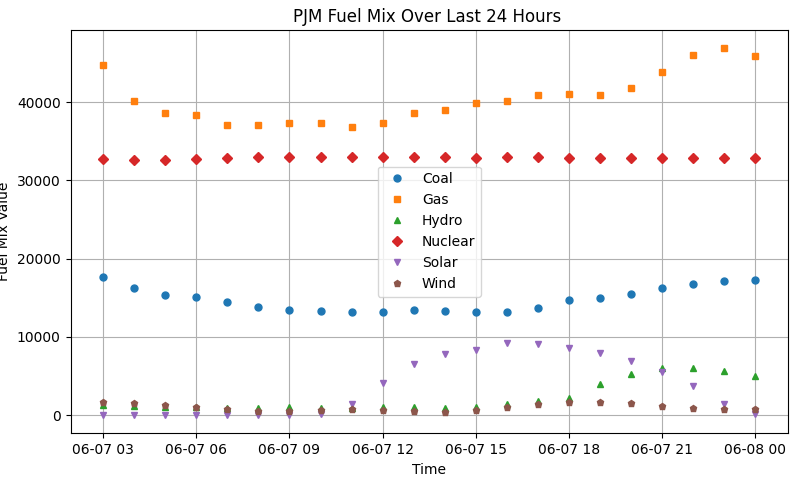 PJM Fuel Mix Over Last 24 Hours
Fuel Mix Value
40000
30000
20000
10000
0
Coal
Gas
Hydro
Nuclear
Solar
Wind
06-07 03 06-07 06 06-07 09 06-07 12 06-07 15 06-07 18 06-07 21 06-08 00
Time